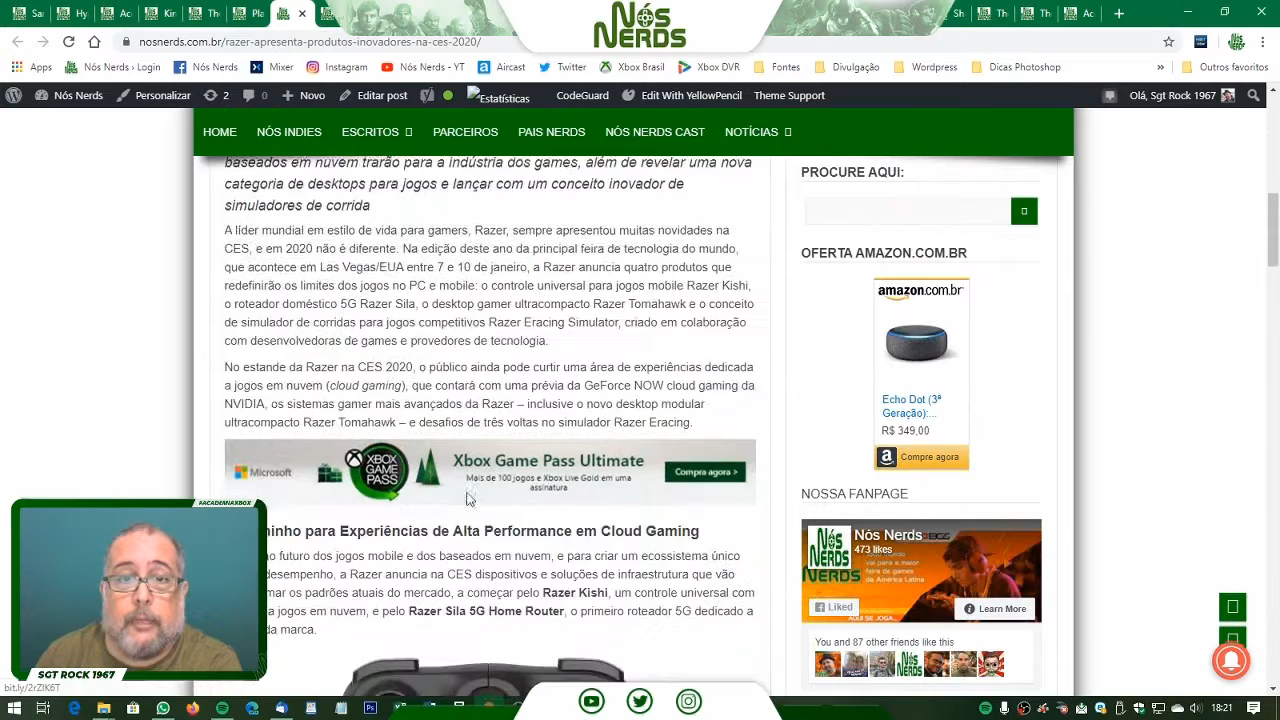 Nós
NERDS
nosnerds.com.br/razer-apresenta-produtos-inovadores-na-ces-2020/
Apps
Nós Nerds › Login
Nós Nerds
Mixer
Instagram
Nós Nerds - YT
Aircast
Twitter
Xbox Brasil
Xbox DVR
Fontes
Divulgação
Wordpress
Dicas Photoshop
»
Outros favoritos
Nós Nerds
Personalizar
2
0
Novo
Editar post
Estatísticas
CodeGuard
Edit With YellowPencil
Theme Support
Olá, Sgt Rock 1967
HOME
NÓS INDIES
ESCRITOS
PARCEIROS
PAIS NERDS
NÓS NERDS CAST
NOTÍCIAS
baseados em nuvem trarão para a indústria dos games, além de revelar uma nova
categoria de desktops para jogos e lançar com um conceito inovador de
simuladores de corrida
A líder mundial em estilo de vida para gamers, Razer, sempre apresentou muitas novidades na
CES, e em 2020 não é diferente. Na edição deste ano da principal feira de tecnologia do mundo,
que acontece em Las Vegas/EUA entre 7 e 10 de janeiro, a Razer anuncia quatro produtos que
redefinirão os limites dos jogos no PC e mobile: o controle universal para jogos mobile Razer Kishi,
o roteador doméstico 5G Razer Sila, o desktop gamer ultracompacto Razer Tomahawk e o conceito
de simulador de corridas para jogos competitivos Razer Eracing Simulator, criado em colaboração
com desenvolvedoras de games e provedores de tecnologia.
No estande da Razer na CES 2020, o público ainda pode curtir uma área de experiências dedicada
a jogos em nuvem (cloud gaming), que contará com uma prévia da GeForce NOW cloud gaming da
NVIDIA, os sistemas gamer mais avançados da Razer – inclusive o novo desktop modular
ultracompacto Razer Tomahawk – e desafios de três voltas no simulador Razer Eracing.
Microsoft
XBOX
GAME
PASS
Xbox Game Pass Ultimate
Mais de 100 jogos e Xbox Live Gold em uma
assinatura
Compra agora >
minho para Experiências de Alta Performance em Cloud Gaming
ao futuro dos jogos mobile e dos baseados em nuvem, e para criar um ecossistema único
desempenho, a Razer anuncia na CES dispositivos e soluções de infraestrutura que vão
mar os padrões atuais do mercado, a começar pelo Razer Kishi, um controle universal com
a jogos em nuvem, e pelo Razer Sila 5G Home Router, o primeiro roteador 5G dedicado a
da marca.
PROCURE AQUI:
OFERTA AMAZON.COM.BR
amazon.com.br
Echo Dot (3ª
Geração):...
R$ 349,00
Compre agora
NOSSA FANPAGE
Nós Nerds
473 likes
Liked
Learn More
You and 87 other friends like this
#ACADEMIAXBOX
SGT ROCK 1967
bit.ly/2rZlK6T
18:21